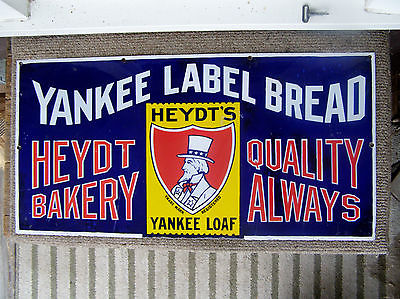 YANKEE LABEL BREAD
HEYDT'S
HEYDT
BAKERY
QUALITY
ALWAYS
YANKEE LOAF